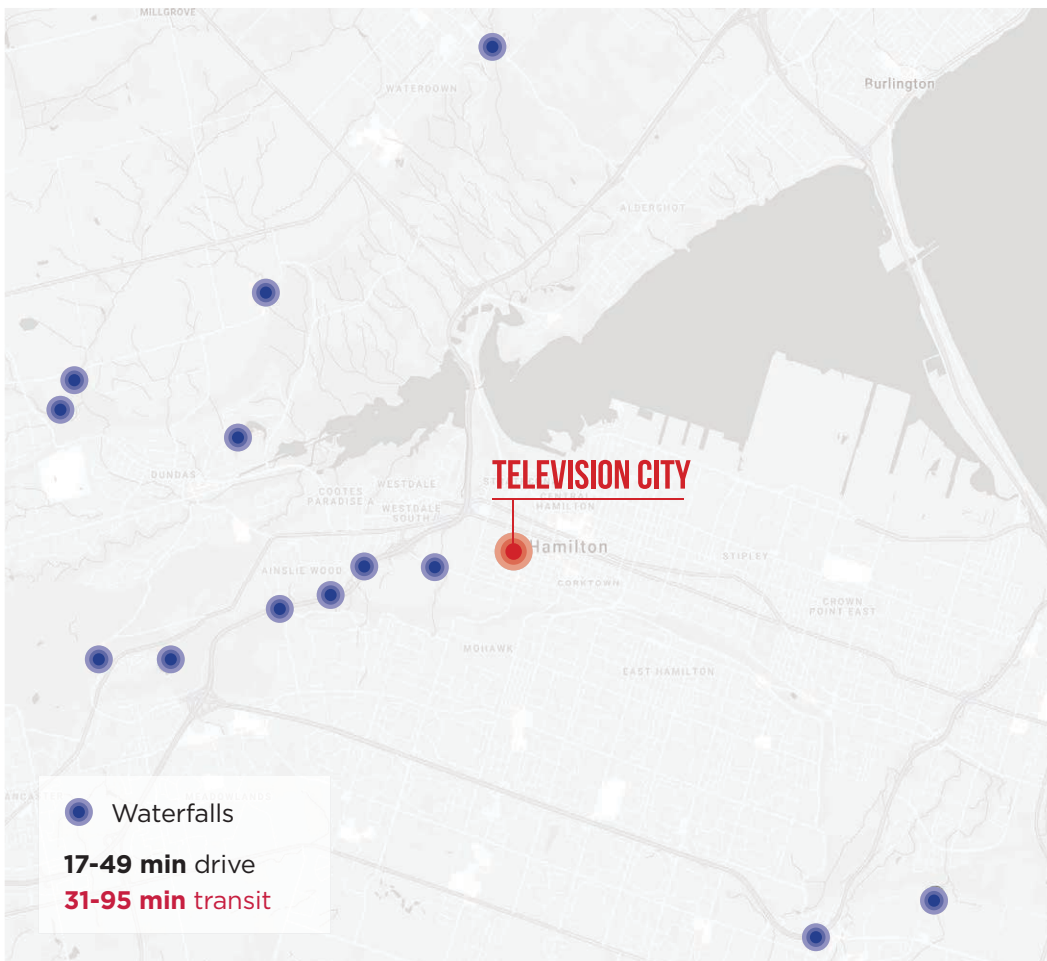 MILLGROVE
Burlington
WATERDOWN
ALDERSHOT
TELEVISION CITY
DUNDAS
WESTDALE
COOTES
PARADISE A
CENTRAL
HAMILTON
WESTDALE
SOUTH
Hamilton
STIPLEY
AINSLIE WOOD
CORKTOWN
CROWN
POINT EAST
MOHAWK
EAST HAMILTON
MEADOWLANDS
Waterfalls
17-49 min drive
31-95 min transit